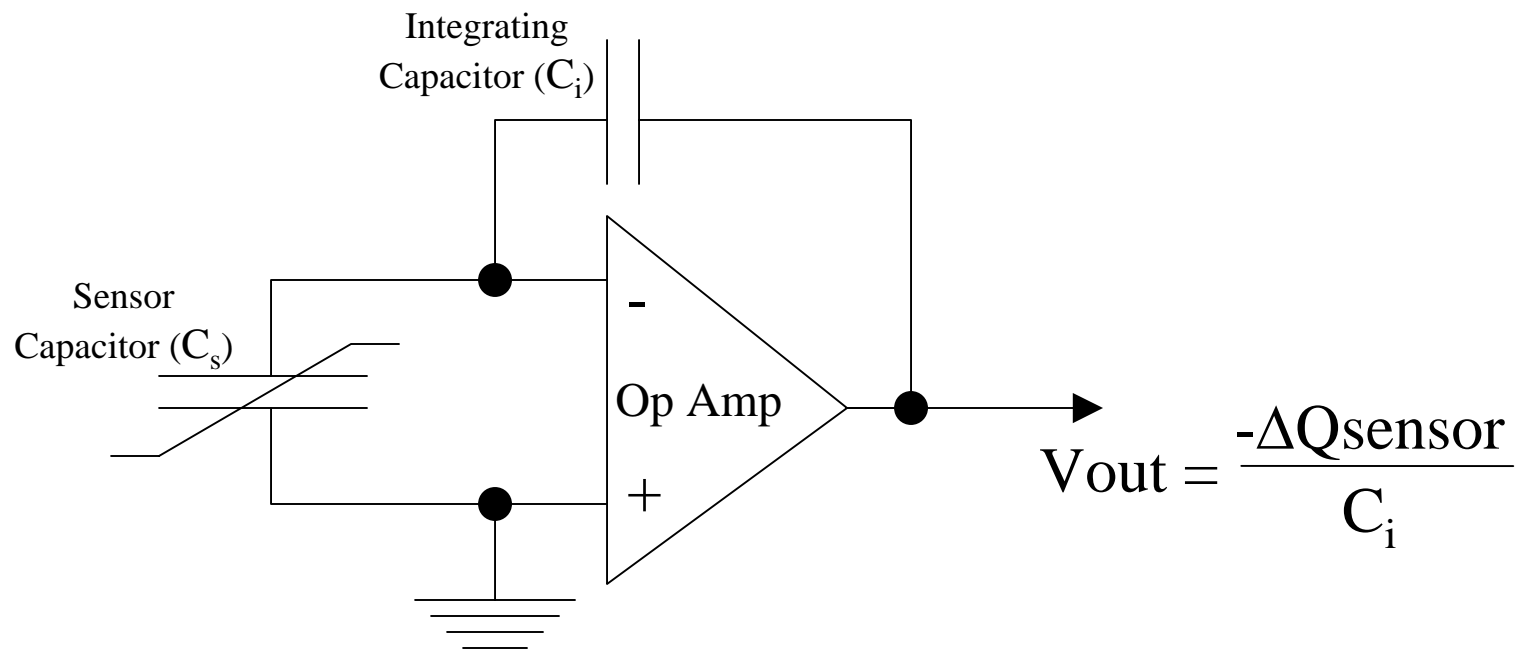 Integrating
Capacitor (Ci)
Sensor
Capacitor (Cs)
-
Op Amp
+
Vout = -ΔQsensor
Ci